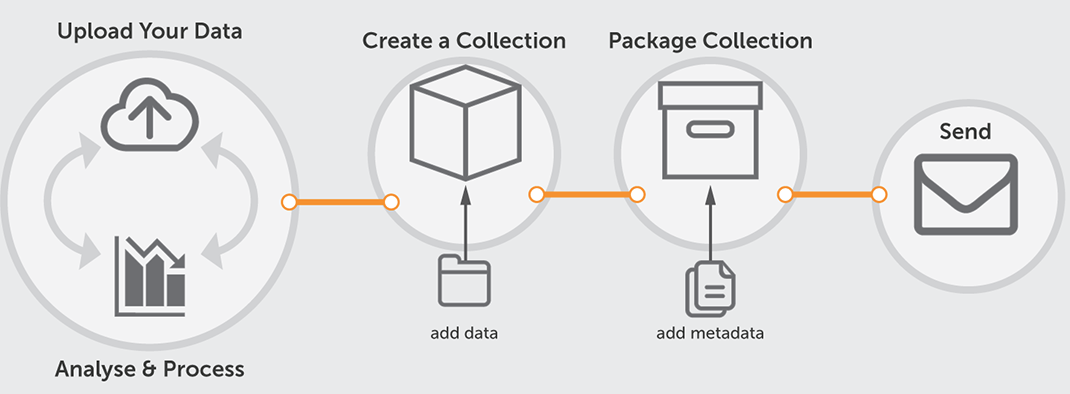 Upload Your Data
Analyse & Process
Create a Collection
add data
Package Collection
add metadata
Send